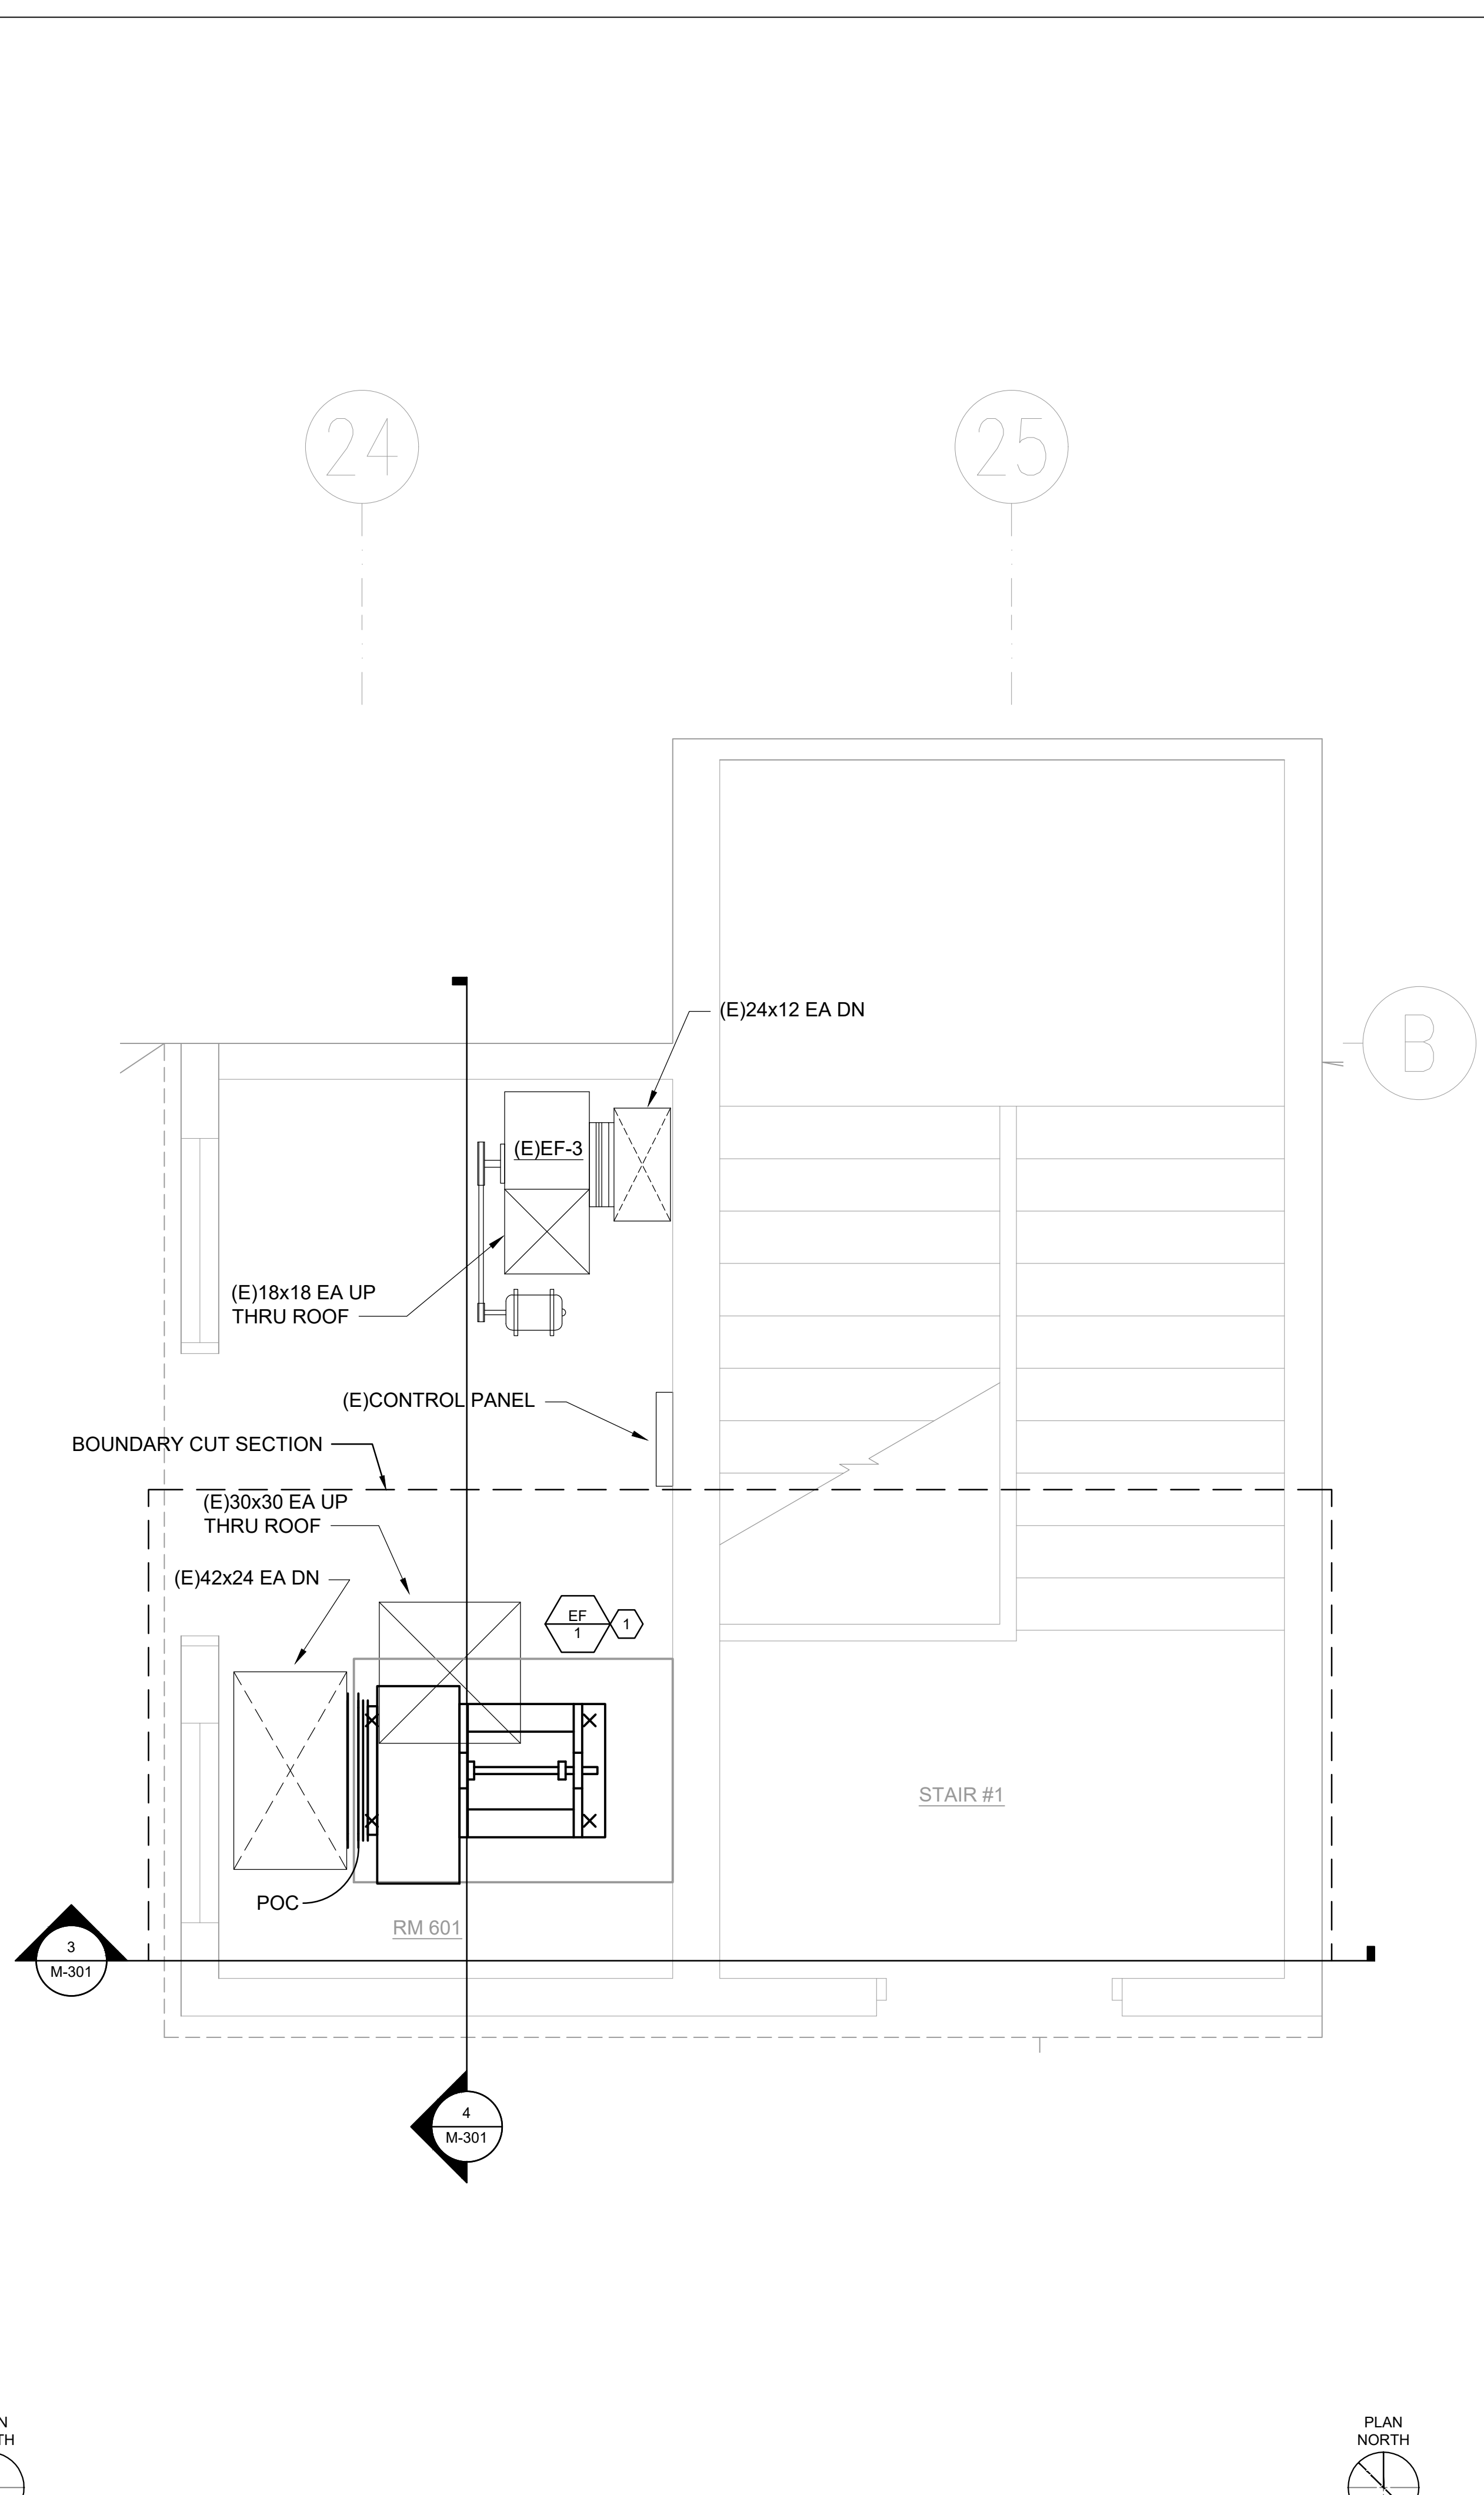 24
25
(E)24x12 EA DN
B
(E)EF-3
(E)18x18 EA UP
THRU ROOF
(E)CONTROL PANEL
BOUNDARY CUT SECTION
(E)30x30 EA UP
THRU ROOF
(E)42x24 EA DN
EF
1
1
STAIR #1
POC
RM 601
3
M-301
4
M-301
PLAN
NORTH